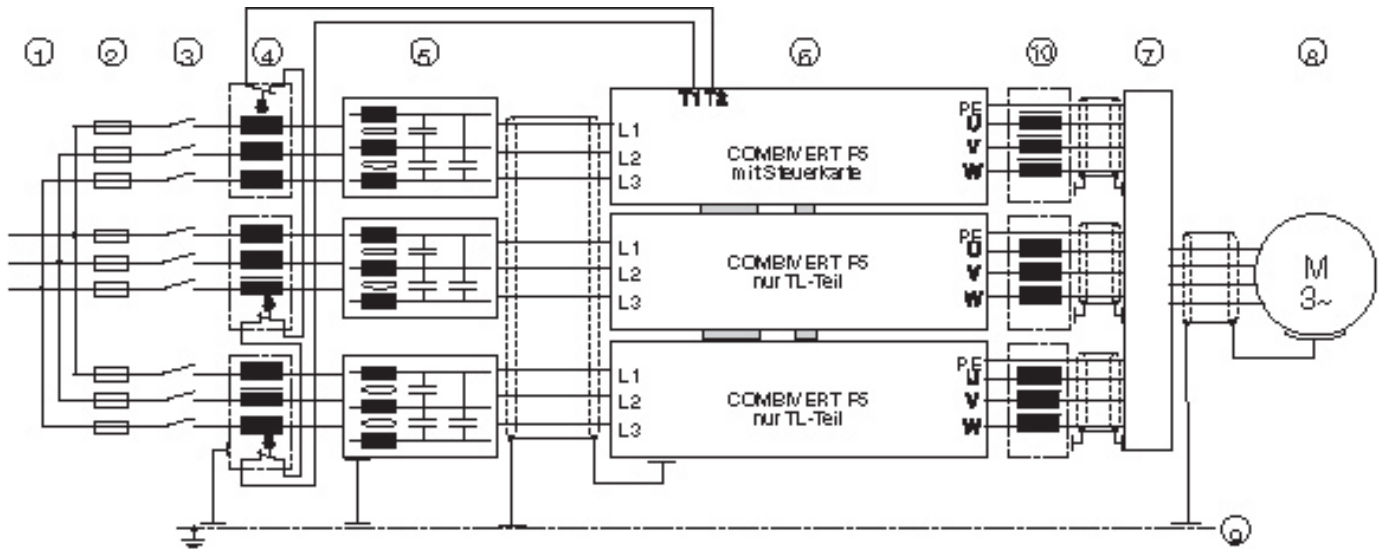 1 2 3 4 5 6 10 7 8
T1 T2
L1
L2
L3
COMBIVERT F5
mit Steuerkarte
PE
U
V
W
L1
L2
L3
COMBIVERT F5
nur TL-Teil
PE
U
V
W
M
3~
L1
L2
L3
COMBIVERT F5
nur TL-Teil
PE
U
V
W
9